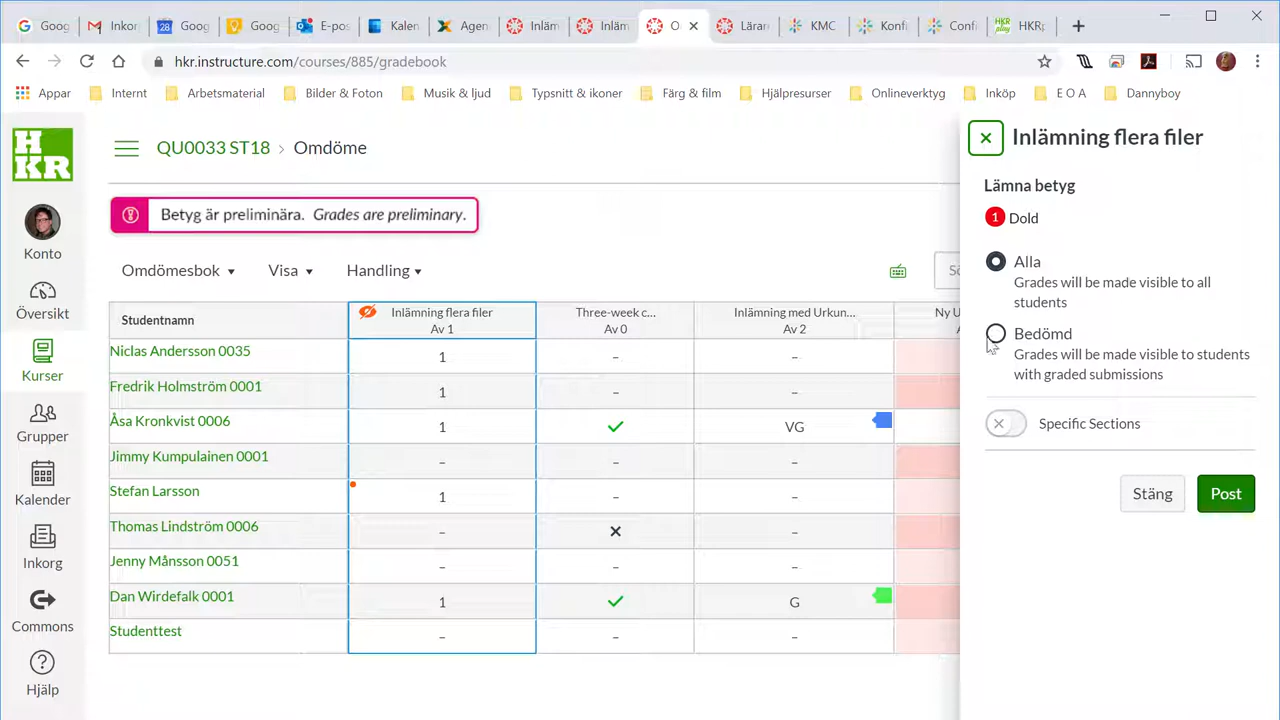 Goog
Inkor
28
Goog
Goog
E-pos
Kalen
Agen
Inläm
Inläm
O
Lärar
KMC
Konfi
Confi
HKR
play
HKRp
hkr.instructure.com/courses/885/gradebook
Appar
Internt
Arbetsmaterial
Bilder & Foton
Musik & ljud
Typsnitt & ikoner
Färg & film
Hjälpresurser
Onlineverktyg
Inköp
E O A
Dannyboy
H
KR
Konto
Översikt
Kurser
Grupper
Kalender
Inkorg
Commons
Hjälp
QU0033 ST18 › Omdöme
Betyg är preliminära. Grades are preliminary.
Omdömesbok
Visa
Handling
Studentnamn
Inlämning flera filer
Av 1
Three-week c...
Av 0
Inlämning med Urkun...
Av 2
Ny U
Niclas Andersson 0035 1 – –
Fredrik Holmström 0001 1 – –
Åsa Kronkvist 0006 1 VG
Jimmy Kumpulainen 0001 – – –
Stefan Larsson 1 – –
Thomas Lindström 0006 – –
Jenny Månsson 0051 – – –
Dan Wirdefalk 0001 1 G
Studenttest – – –
Inlämning flera filer
Lämna betyg
1 Dold
Alla
Grades will be made visible to all
students
Bedömd
Grades will be made visible to students
with graded submissions
Specific Sections
Stäng
Post